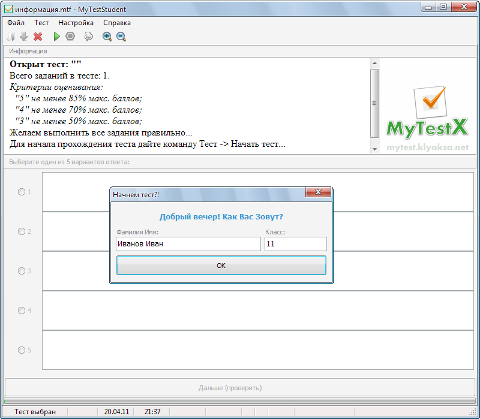 информация.mtf - MyTestStudent
Файл Тест Настройка Справка
Информация
Открыт тест: ""
Всего заданий в тесте: 1.
Критерии оценивания:
"5" не менее 85% макс. баллов;
"4" не менее 70% макс. баллов;
"3" не менее 50% макс. баллов;
Желаем выполнить все задания правильно...
Для начала прохождения теста дайте команду Тест -> Начать тест...
MyTestX
mytest.klyaksa.net
Выберите один из 5 вариантов ответа:
1
2
3
4
5
Начнем тест?!
Добрый вечер! Как Вас Зовут?
Фамилия Имя: Класс:
Иванов Иван 11
OK
Дальше (проверить)
Тест выбран 20.04.11 21:37